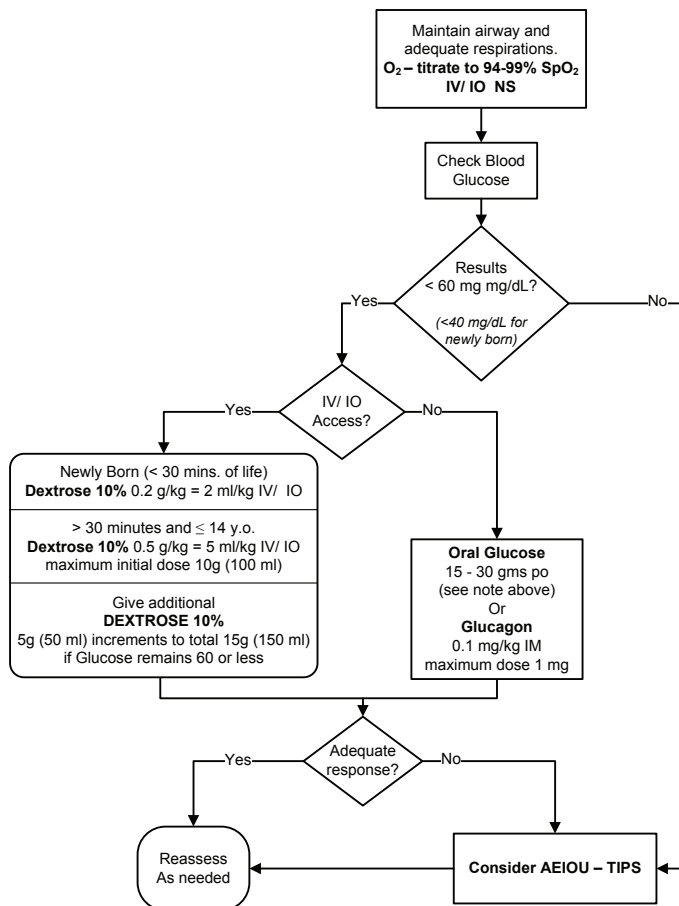 Maintain airway and
adequate respirations.
O₂ – titrate to 94-99% SpO₂
IV/ IO  NS
Check Blood
Glucose
Results
< 60 mg mg/dL?
(<40 mg/dL for
newly born)
Yes
No
IV/ IO
Access?
Yes
No
Newly Born (< 30 mins. of life)
Dextrose 10% 0.2 g/kg = 2 ml/kg IV/  IO
> 30 minutes and ≤ 14 y.o.
Dextrose 10% 0.5 g/kg = 5 ml/kg IV/ IO
maximum initial dose 10g (100 ml)
Give additional
DEXTROSE 10%
5g (50 ml) increments to total 15g (150 ml)
if Glucose remains 60 or less
Oral Glucose
15 - 30 gms po
(see note above)
Or
Glucagon
0.1 mg/kg IM
maximum dose 1 mg
Adequate
response?
Yes
No
Reassess
As needed
Consider AEIOU – TIPS